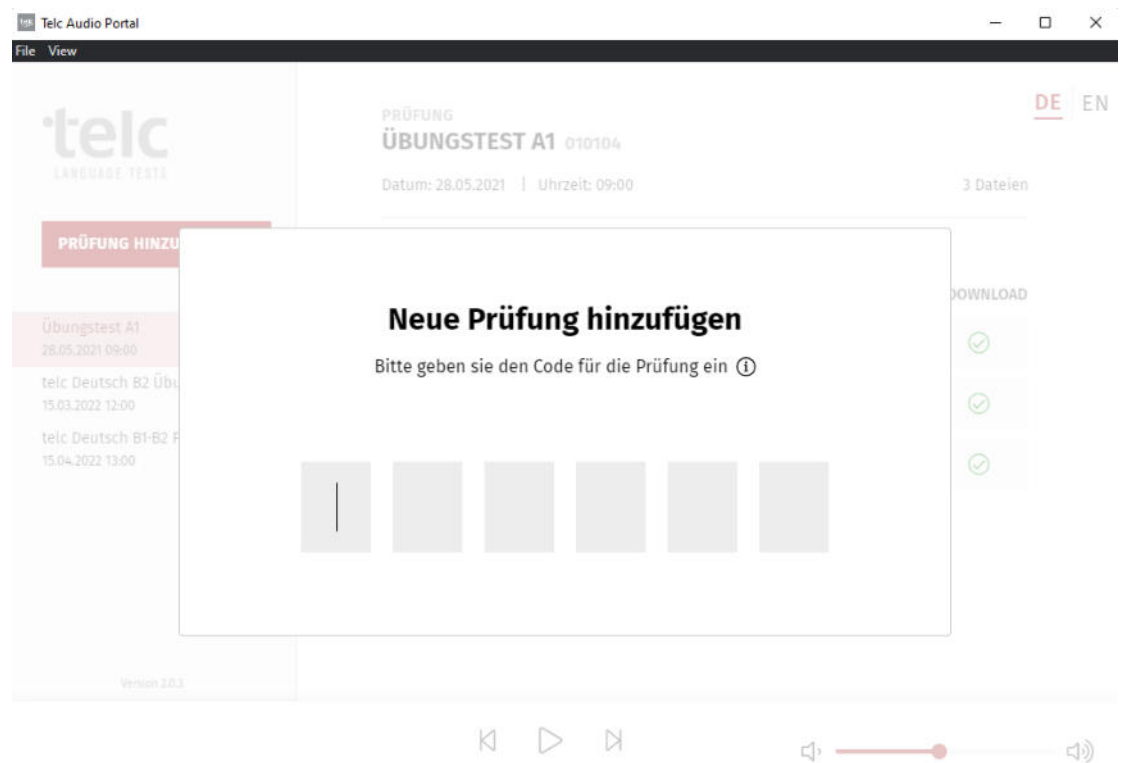 telc Telc Audio Portal
File View
telc
LANGUAGE TESTS
PRÜFUNG
ÜBUNGSTEST A1 010104
Datum: 28.05.2021 | Uhrzeit: 09:00
3 Dateien
DE EN
PRÜFUNG HINZU
Übungstest A1
28.05.2021 09:00
telc Deutsch B2 Übu
15.03.2022 12:00
telc Deutsch B1-B2 P
15.04.2022 13:00
Version 2.0.3
DOWNLOAD
Neue Prüfung hinzufügen
Bitte geben sie den Code für die Prüfung ein